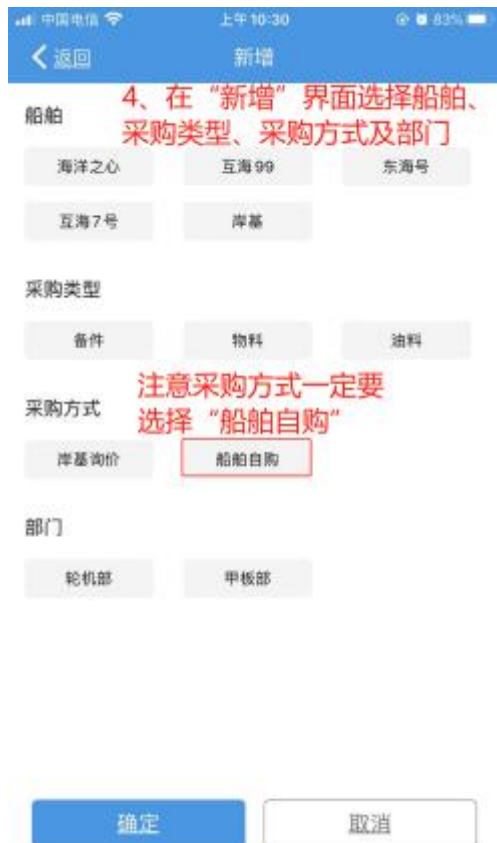 中国电信 上午10:30 83%
返回 新增
4、在“新增”界面选择船舶、
采购类型、采购方式及部门
船舶
海洋之心 互海99 东海号
互海7号 岸基
采购类型
备件 物料 油料
注意采购方式一定要
选择“船舶自购”
采购方式
岸基询价 船舶自购
部门
轮机部 甲板部
确定 取消